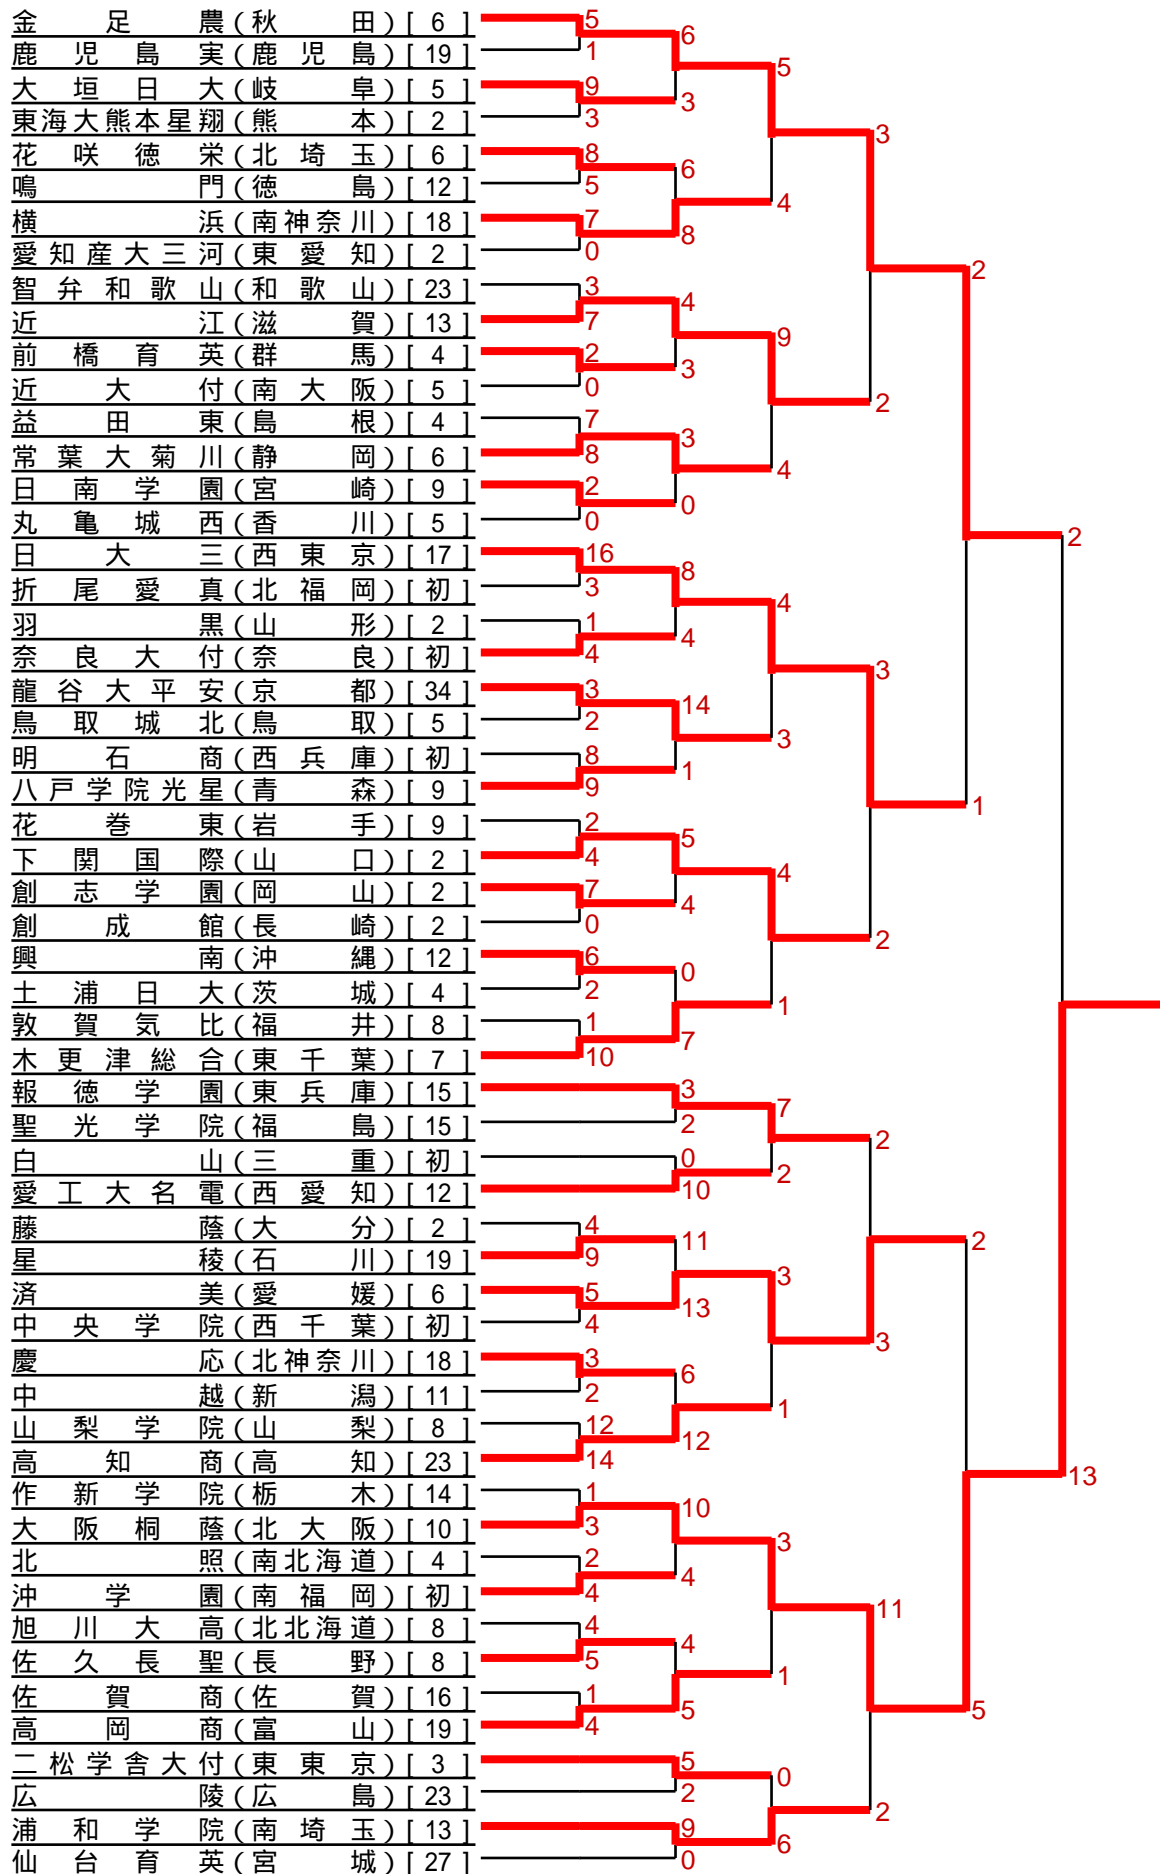 金足農(秋田)[ 6 ] 5
6
鹿児島実(鹿児島)[ 19 ] 1
5
大垣日大(岐阜)[ 5 ] 9
3
東海大熊本星翔(熊本)[ 2 ] 3
3
花咲徳栄(北埼玉)[ 6 ] 8
6
鳴門(徳島)[ 12 ] 5
4
横浜(南神奈川)[ 18 ] 7
8
愛知産大三河(東愛知)[ 2 ] 0
2
智弁和歌山(和歌山)[ 23 ] 3
4
近江(滋賀)[ 13 ] 7
9
前橋育英(群馬)[ 4 ] 2
3
近大付(南大阪)[ 5 ] 0
2
益田東(島根)[ 4 ] 7
3
常葉大菊川(静岡)[ 6 ] 8
4
日南学園(宮崎)[ 9 ] 2
0
丸亀城西(香川)[ 5 ] 0
2
日大三(西東京)[ 17 ] 16
8
折尾愛真(北福岡)[ 初 ] 3
4
羽黒(山形)[ 2 ] 1
4
奈良大付(奈良)[ 初 ] 4
3
龍谷大平安(京都)[ 34 ] 3
14
鳥取城北(鳥取)[ 5 ] 2
3
明石商(西兵庫)[ 初 ] 8
1
八戸学院光星(青森)[ 9 ] 9
1
花巻東(岩手)[ 9 ] 2
5
下関国際(山口)[ 2 ] 4
4
創志学園(岡山)[ 2 ] 7
4
創成館(長崎)[ 2 ] 0
2
興南(沖縄)[ 12 ] 6
0
土浦日大(茨城)[ 4 ] 2
1
敦賀気比(福井)[ 8 ] 1
7
木更津総合(東千葉)[ 7 ] 10
報徳学園(東兵庫)[ 15 ] 3
7
聖光学院(福島)[ 15 ] 2
2
白山(三重)[ 初 ] 0
2
愛工大名電(西愛知)[ 12 ] 10
藤蔭(大分)[ 2 ] 4
11
2
星稜(石川)[ 19 ] 9
3
済美(愛媛)[ 6 ] 5
13
中央学院(西千葉)[ 初 ] 4
3
慶応(北神奈川)[ 18 ] 3
6
中越(新潟)[ 11 ] 2
1
山梨学院(山梨)[ 8 ] 12
12
高知商(高知)[ 23 ] 14
13
作新学院(栃木)[ 14 ] 1
10
大阪桐蔭(北大阪)[ 10 ] 3
3
北照(南北海道)[ 4 ] 2
4
沖学園(南福岡)[ 初 ] 4
11
旭川大高(北北海道)[ 8 ] 4
4
佐久長聖(長野)[ 8 ] 5
1
佐賀商(佐賀)[ 16 ] 1
5
5
高岡商(富山)[ 19 ] 4
二松学舎大付(東東京)[ 3 ] 5
0
広陵(広島)[ 23 ] 2
2
浦和学院(南埼玉)[ 13 ] 9
6
仙台育英(宮城)[ 27 ] 0